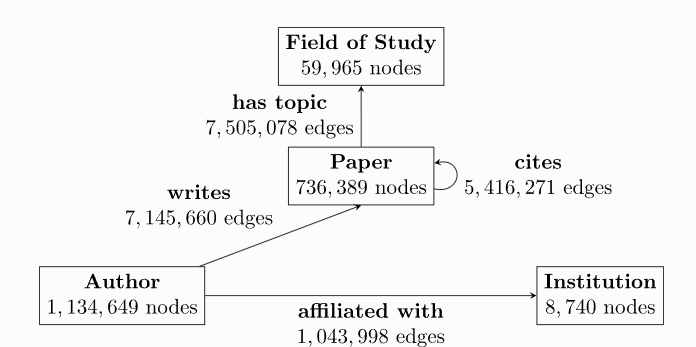 Field of Study
59, 965 nodes
has topic
7, 505, 078 edges
Paper
736, 389 nodes
cites
5, 416, 271 edges
writes
7, 145, 660 edges
Author
1, 134, 649 nodes
Institution
8, 740 nodes
affiliated with
1, 043, 998 edges